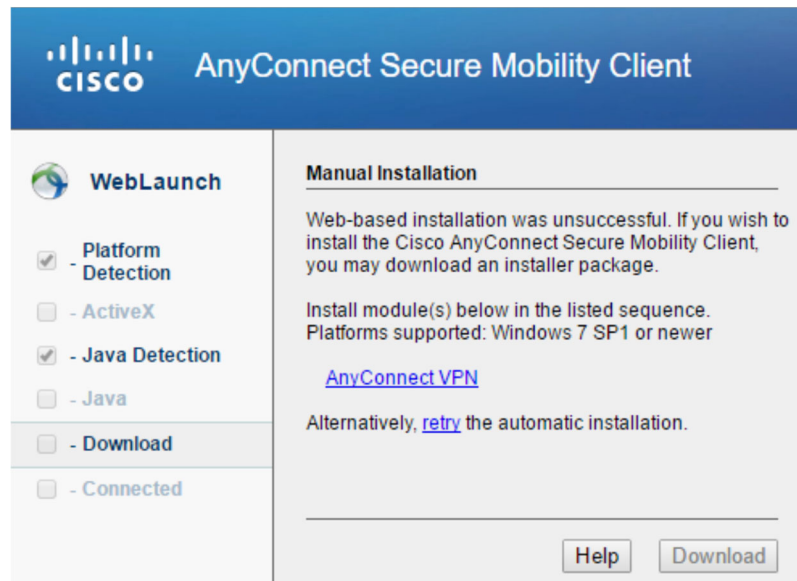 CISCO
AnyConnect Secure Mobility Client
WebLaunch
- Platform
Detection
- ActiveX
- Java Detection
- Java
- Download
- Connected
Manual Installation
Web-based installation was unsuccessful. If you wish to
install the Cisco AnyConnect Secure Mobility Client,
you may download an installer package.
Install module(s) below in the listed sequence.
Platforms supported: Windows 7 SP1 or newer
AnyConnect VPN
Alternatively, retry the automatic installation.
Help
Download